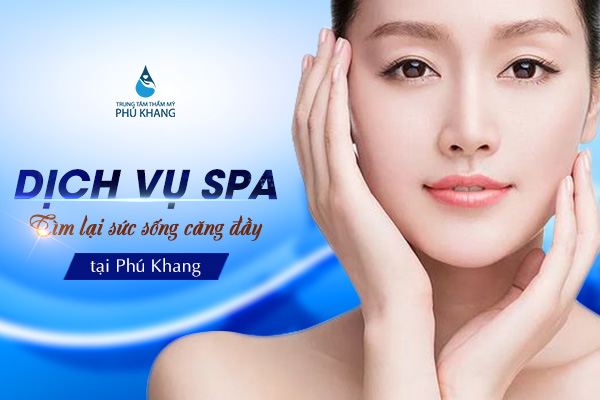 TRUNG TÂM THẨM MỸ
PHÚ KHANG
DỊCH VỤ SPA
Tìm lại sức sống căng đầy
tại Phú Khang